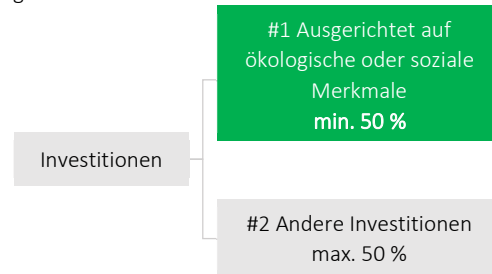 #1 Ausgerichtet auf
ökologische oder soziale
Merkmale
min. 50 %
Investitionen
#2 Andere Investitionen
max. 50 %